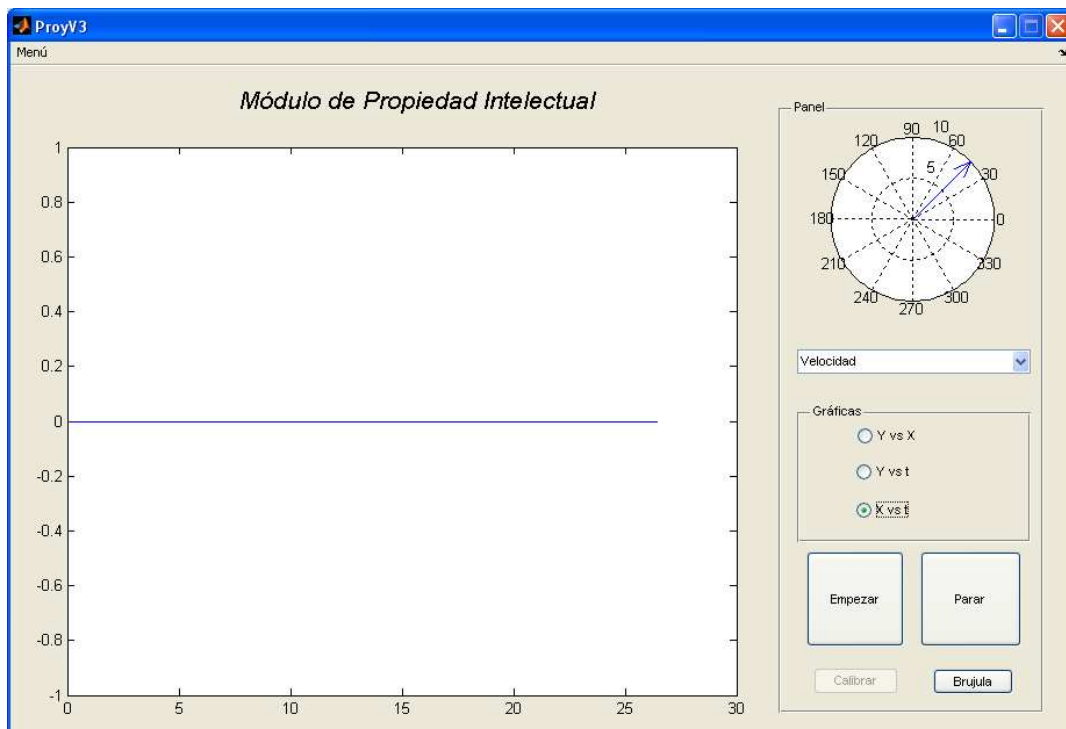 ProyV3
Menú
Módulo de Propiedad Intelectual
1
0.8
0.6
0.4
0.2
0
-0.2
-0.4
-0.6
-0.8
-1
0
5
10
15
20
25
30
Panel
90
10
120
60
150
5
30
180
0
210
330
240
300
270
Velocidad
Gráficas
Y vs X
Y vs t
X vs t
Empezar
Parar
Calibrar
Brujula